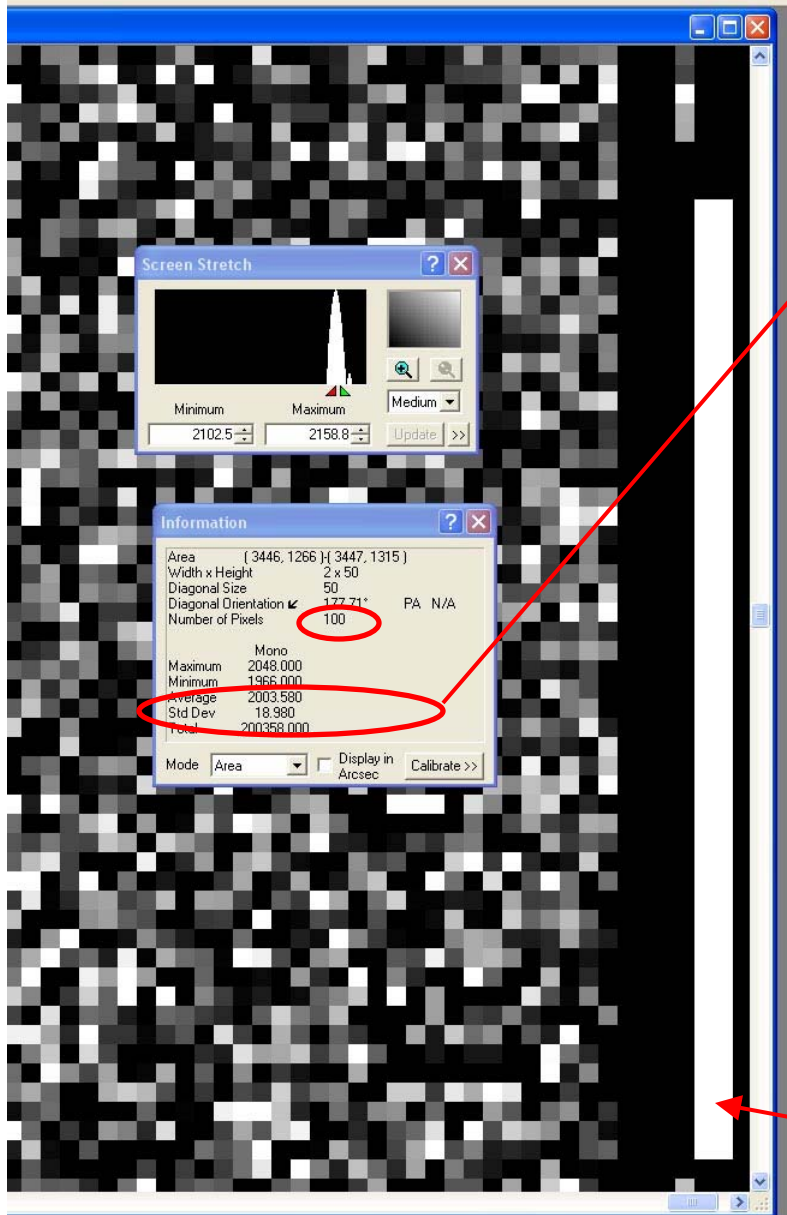 Screen Stretch
Minimum Maximum Medium
2102.5 2158.8 Update >>
Information
Area ( 3446, 1266 )-( 3447, 1315 )
Width x Height 2 x 50
Diagonal Size 50
Diagonal Orientation 177.71° PA N/A
Number of Pixels 100
Mono
Maximum 2048.000
Minimum 1966.000
Average 2003.580
Std Dev 18.980
Total 200358.000
Mode Area Display in Arcsec Calibrate >>